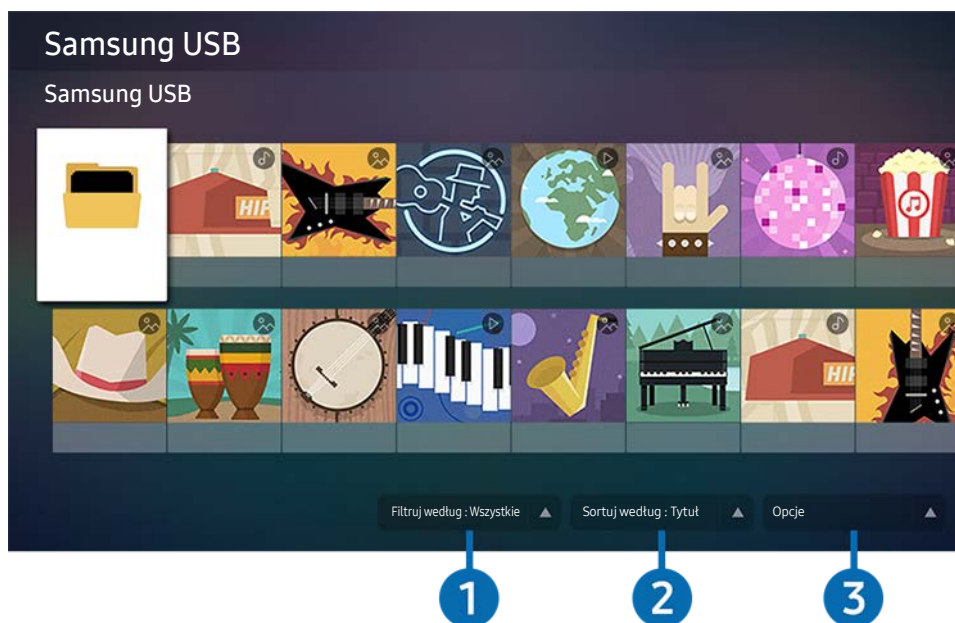 Samsung USB
Samsung USB
HIP
HIP
Filtruj według : Wszystkie
Sortuj według : Tytuł
Opcje
1
2
3